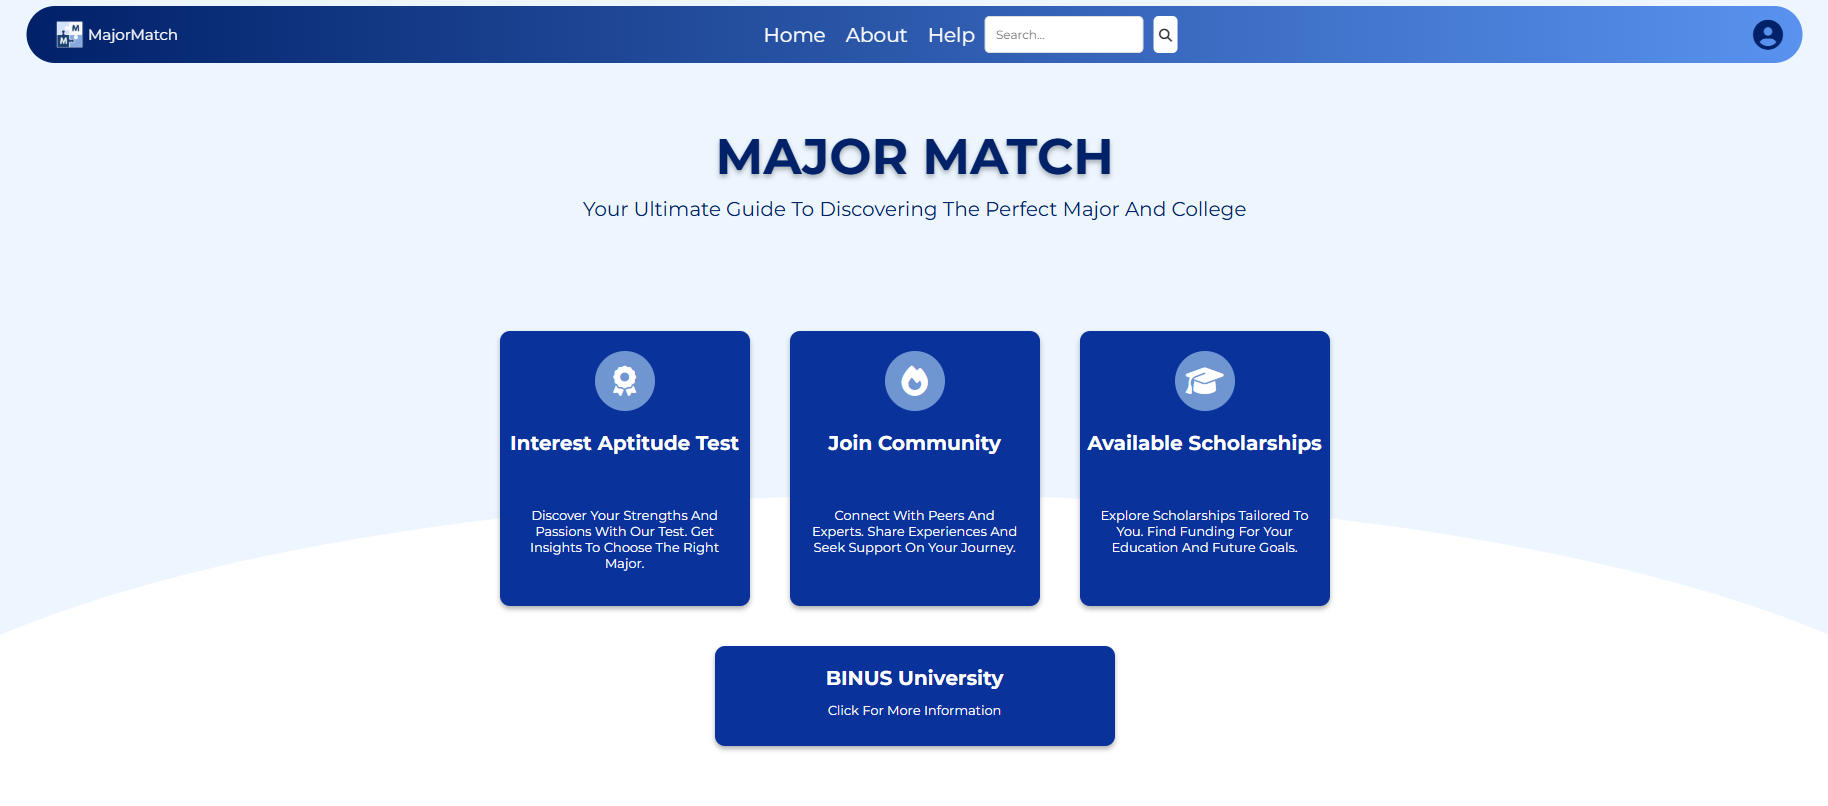 M
M
MajorMatch
Home
About
Help
Search...
MAJOR MATCH
Your Ultimate Guide To Discovering The Perfect Major And College
Interest Aptitude Test
Discover Your Strengths And
Passions With Our Test. Get
Insights To Choose The Right
Major.
Join Community
Connect With Peers And
Experts. Share Experiences And
Seek Support On Your Journey.
Available Scholarships
Explore Scholarships Tailored To
You. Find Funding For Your
Education And Future Goals.
BINUS University
Click For More Information